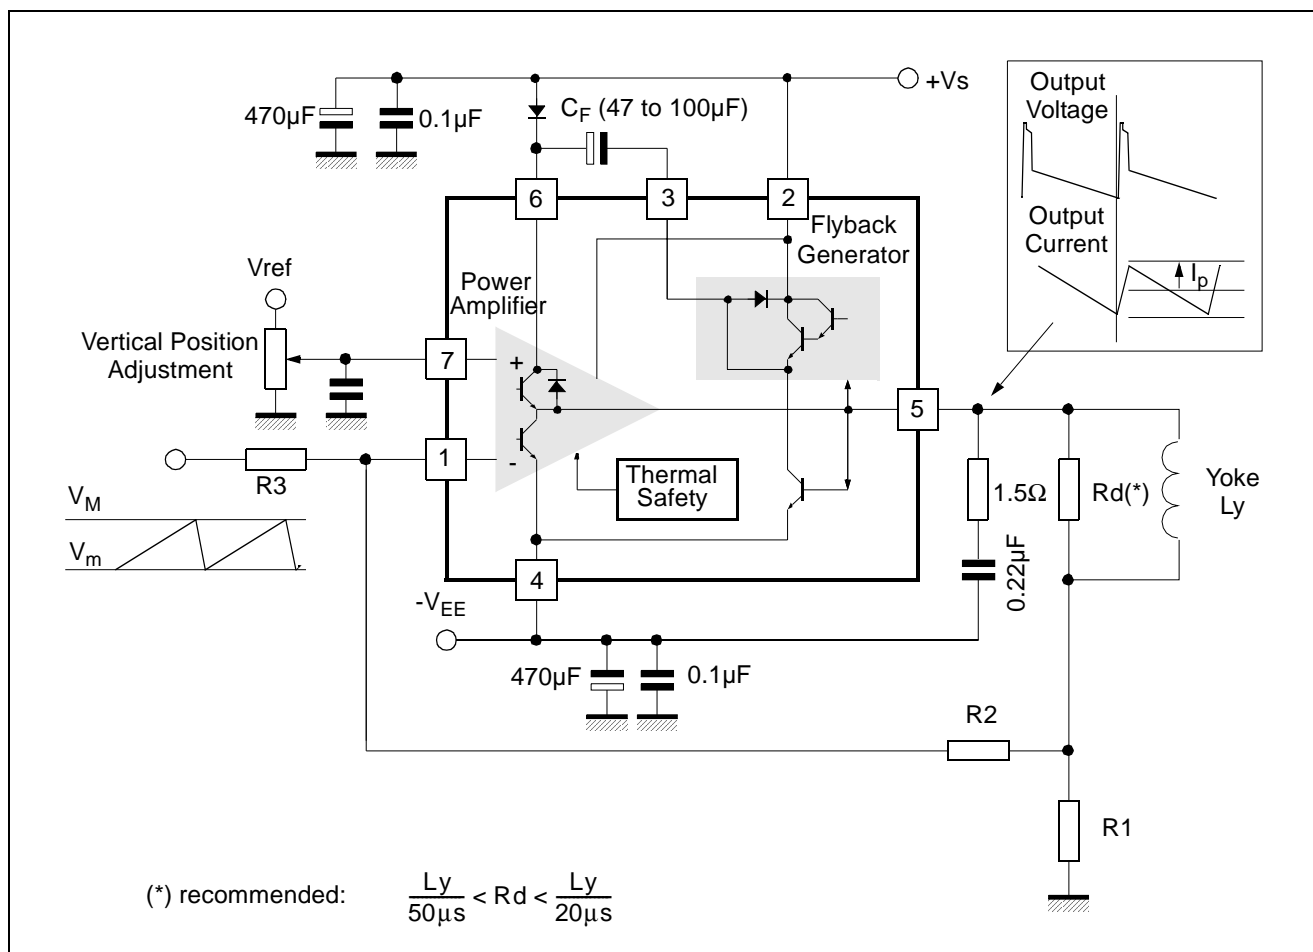 +Vs
470µF
0.1µF
C_F (47 to 100µF)
Output
Voltage
Output
Current
I_p
6
3
2
Flyback
Generator
Power
Amplifier
Vref
Vertical Position
Adjustment
7
+
5
1
-
R3
Thermal
Safety
V_M
V_m
1.5Ω
Rd(*)
Yoke
Ly
0.22µF
4
-V_EE
470µF
0.1µF
R2
R1
(*) recommended:
Ly/50µs < Rd < Ly/20µs